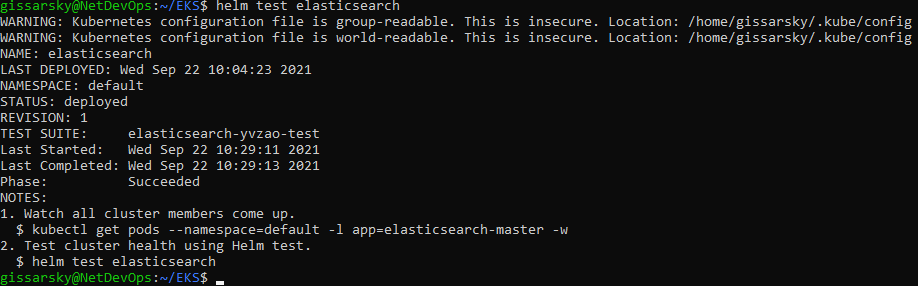 gissarsky@NetDevOps:~/EKS$ helm test elasticsearch
WARNING: Kubernetes configuration file is group-readable. This is insecure. Location: /home/gissarsky/.kube/config
WARNING: Kubernetes configuration file is world-readable. This is insecure. Location: /home/gissarsky/.kube/config
NAME: elasticsearch
LAST DEPLOYED: Wed Sep 22 10:04:23 2021
NAMESPACE: default
STATUS: deployed
REVISION: 1
TEST SUITE:     elasticsearch-yvzao-test
Last Started:   Wed Sep 22 10:29:11 2021
Last Completed: Wed Sep 22 10:29:13 2021
Phase:          Succeeded
NOTES:
1. Watch all cluster members come up.
  $ kubectl get pods --namespace=default -l app=elasticsearch-master -w
2. Test cluster health using Helm test.
  $ helm test elasticsearch
gissarsky@NetDevOps:~/EKS$